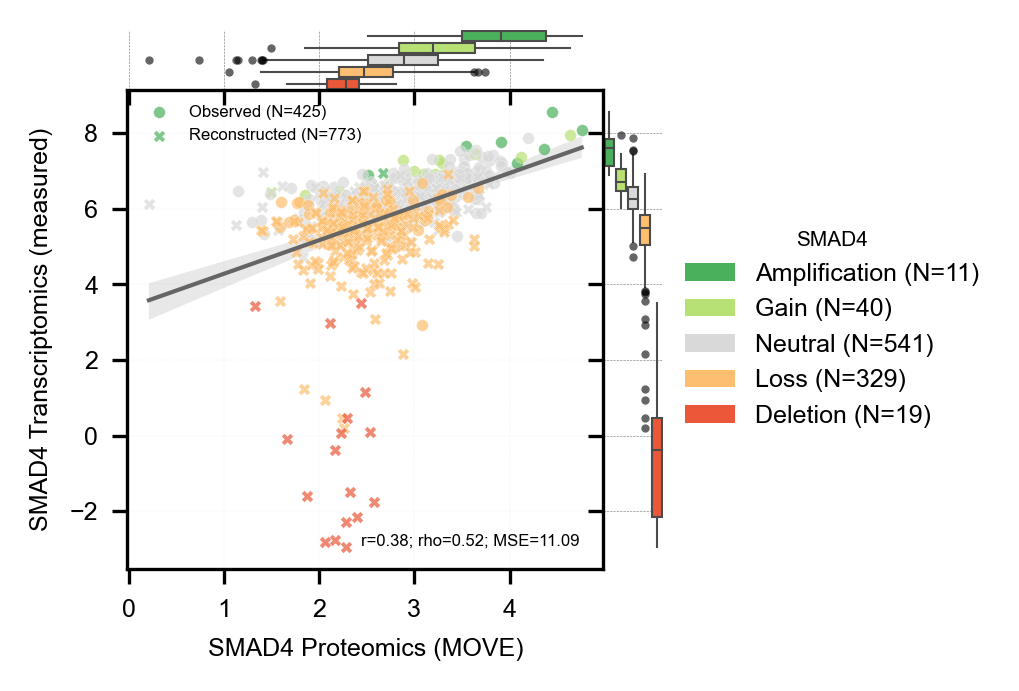 Observed (N=425)
Reconstructed (N=773)
8
6
4
2
0
−2
SMAD4 Transcriptomics (measured)
r=0.38; rho=0.52; MSE=11.09
0 1 2 3 4
SMAD4 Proteomics (MOVE)
SMAD4
Amplification (N=11)
Gain (N=40)
Neutral (N=541)
Loss (N=329)
Deletion (N=19)